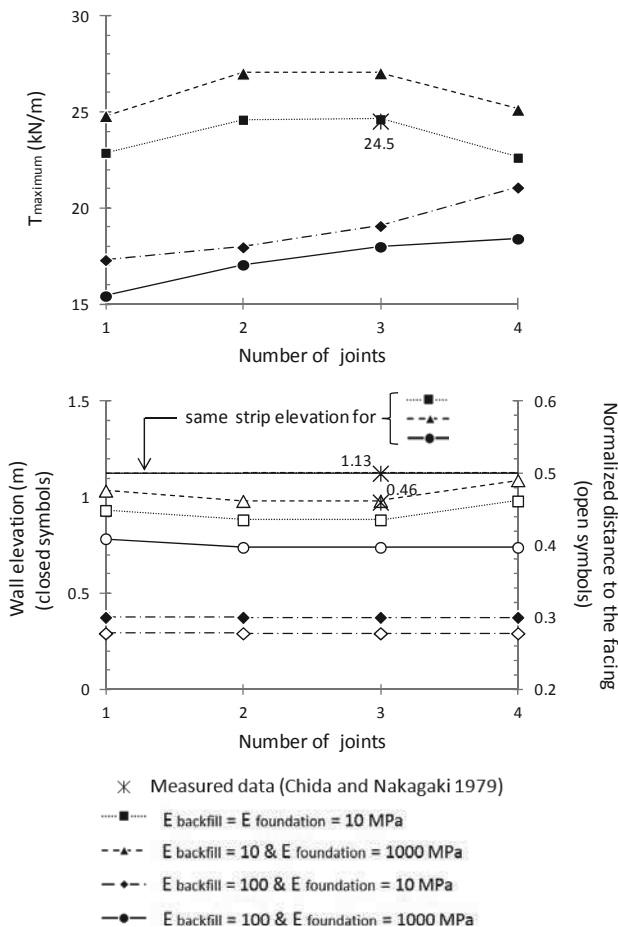 30
25
20
15
T maximum (kN/m)
24.5
1 2 3 4
Number of joints
1.5
1
0.5
0
Wall elevation (m)
(closed symbols)
same strip elevation for
1.13
0.46
0.6
0.5
0.4
0.3
0.2
Normalized distance to the facing
(open symbols)
1 2 3 4
Number of joints
Measured data (Chida and Nakagaki 1979)
E backfill = E foundation = 10 MPa
E backfill = 10 & E foundation = 1000 MPa
E backfill = 100 & E foundation = 10 MPa
E backfill = 100 & E foundation = 1000 MPa